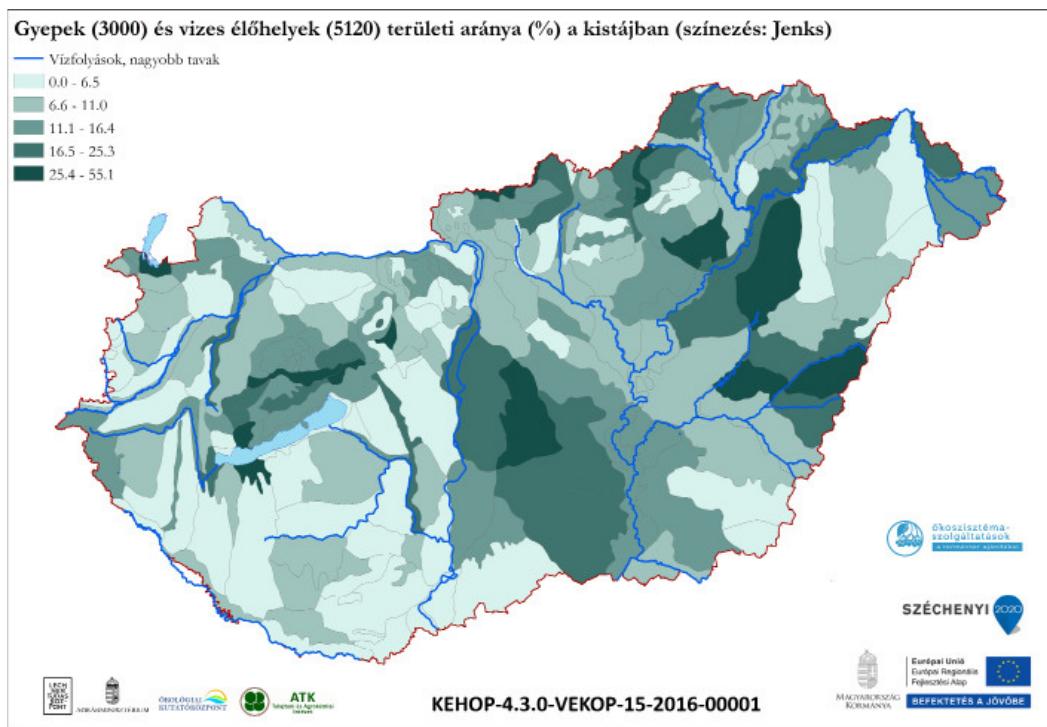 Gyepek (3000) és vizes élőhelyek (5120) területi aránya (%) a kistájban (színezés: Jenks)
Vízfolyások, nagyobb tavak
0.0 - 6.5
6.6 - 11.0
11.1 - 16.4
16.5 - 25.3
25.4 - 55.1
ökoszisztéma-
szolgáltatások
SZÉCHENYI 2020
Európai Unió
Európai Regionális
Fejlesztési Alap
MAGYARORSZÁG
KORMÁNYA
BEFEKTETÉS A JÖVŐBE
AGRÁRMINISZTÉRIUM
ÖKOLÓGIAI
KUTATÓKÖZPONT
ATK
KEHOP-4.3.0-VEKOP-15-2016-00001